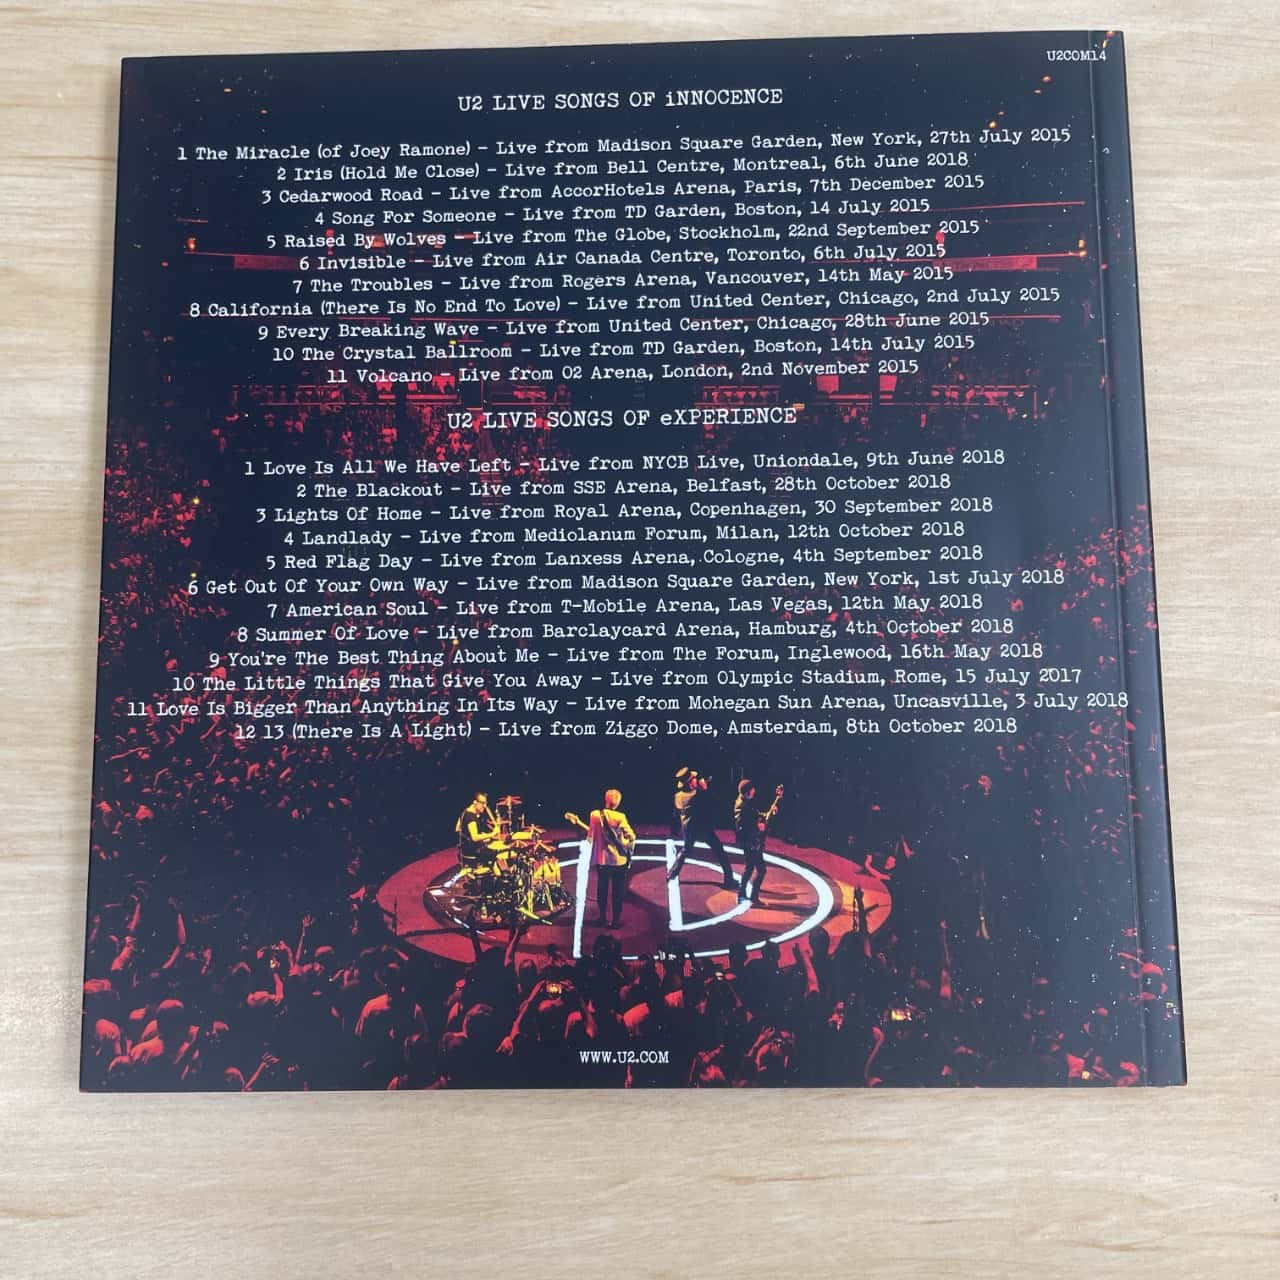 U2COM14
U2 LIVE SONGS OF iNNOCENCE
1 The Miracle (of Joey Ramone) – Live from Madison Square Garden, New York, 27th July 2015
2 Iris (Hold Me Close) – Live from Bell Centre, Montreal, 6th June 2018
3 Cedarwood Road – Live from AccorHotels Arena, Paris, 7th December 2015
4 Song For Someone – Live from TD Garden, Boston, 14 July 2015
5 Raised By Wolves – Live from The Globe, Stockholm, 22nd September 2015
6 Invisible – Live from Air Canada Centre, Toronto, 6th July 2015
7 The Troubles – Live from Rogers Arena, Vancouver, 14th May 2015
8 California (There Is No End To Love) – Live from United Center, Chicago, 2nd July 2015
9 Every Breaking Wave – Live from United Center, Chicago, 28th June 2015
10 The Crystal Ballroom – Live from TD Garden, Boston, 14th July 2015
11 Volcano – Live from O2 Arena, London, 2nd November 2015
U2 LIVE SONGS OF eXPERIENCE
1 Love Is All We Have Left – Live from NYCB Live, Uniondale, 9th June 2018
2 The Blackout – Live from SSE Arena, Belfast, 28th October 2018
3 Lights Of Home – Live from Royal Arena, Copenhagen, 30 September 2018
4 Landlady – Live from Mediolanum Forum, Milan, 12th October 2018
5 Red Flag Day – Live from Lanxess Arena, Cologne, 4th September 2018
6 Get Out Of Your Own Way – Live from Madison Square Garden, New York, 1st July 2018
7 American Soul – Live from T-Mobile Arena, Las Vegas, 12th May 2018
8 Summer Of Love – Live from Barclaycard Arena, Hamburg, 4th October 2018
9 You're The Best Thing About Me – Live from The Forum, Inglewood, 16th May 2018
10 The Little Things That Give You Away – Live from Olympic Stadium, Rome, 15 July 2017
11 Love Is Bigger Than Anything In Its Way – Live from Mohegan Sun Arena, Uncasville, 3 July 2018
12 13 (There Is A Light) – Live from Ziggo Dome, Amsterdam, 8th October 2018
WWW.U2.COM